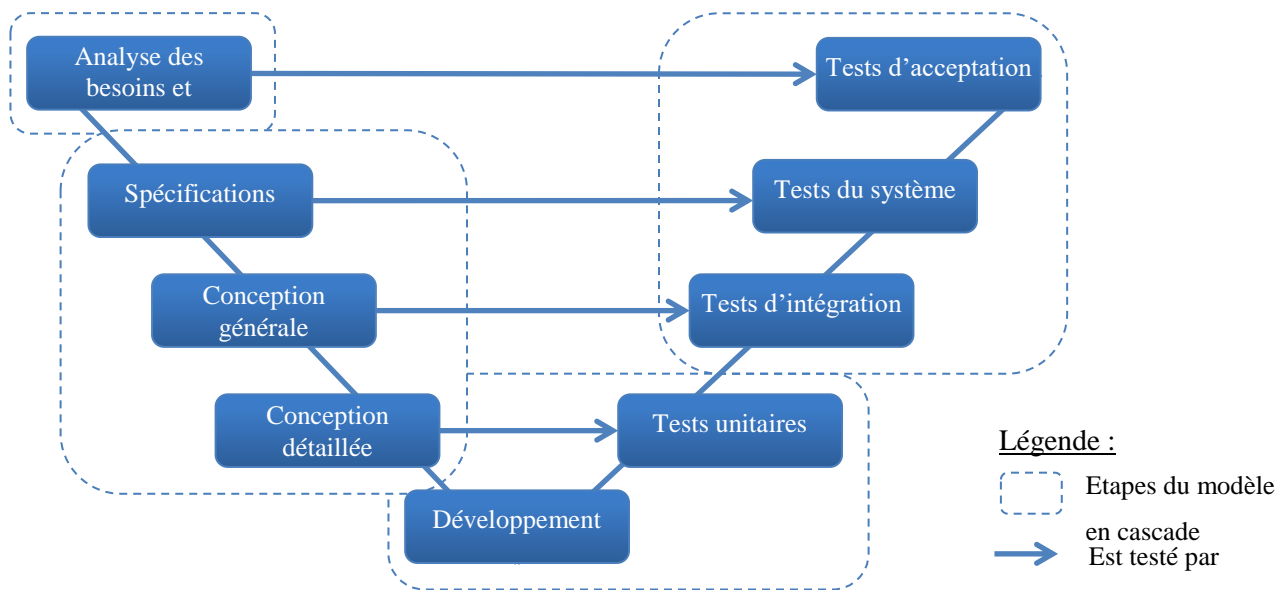 Analyse des
besoins et
Tests d'acceptation
Spécifications
Tests du système
Conception
générale
Tests d'intégration
Conception
détaillée
Tests unitaires
Développement
Légende :
Etapes du modèle
en cascade
Est testé par